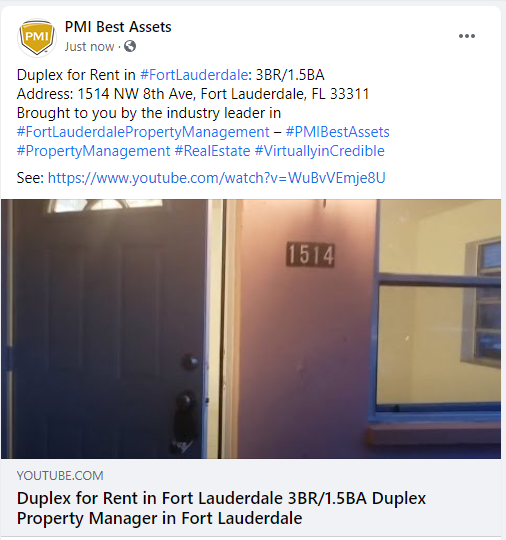 PMI
PMI Best Assets
Just now ·
Duplex for Rent in #FortLauderdale: 3BR/1.5BA
Address: 1514 NW 8th Ave, Fort Lauderdale, FL 33311
Brought to you by the industry leader in
#FortLauderdalePropertyManagement – #PMIBestAssets
#PropertyManagement #RealEstate #VirtuallyinCredible
See: https://www.youtube.com/watch?v=WuBvVEmje8U
1514
YOUTUBE.COM
Duplex for Rent in Fort Lauderdale 3BR/1.5BA Duplex
Property Manager in Fort Lauderdale